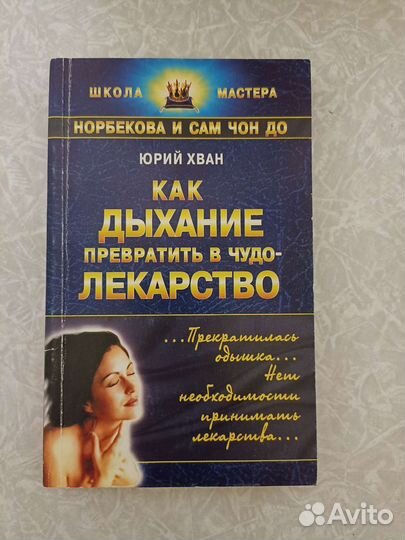 ШКОЛА МАСТЕРА
НОРБЕКОВА И САМ ЧОН ДО
ЮРИЙ ХВАН
КАК
ДЫХАНИЕ
ПРЕВРАТИТЬ В ЧУДО-
ЛЕКАРСТВО
...Прекратилась
одышка...
Нет
необходимости
принимать
лекарства...
Avito